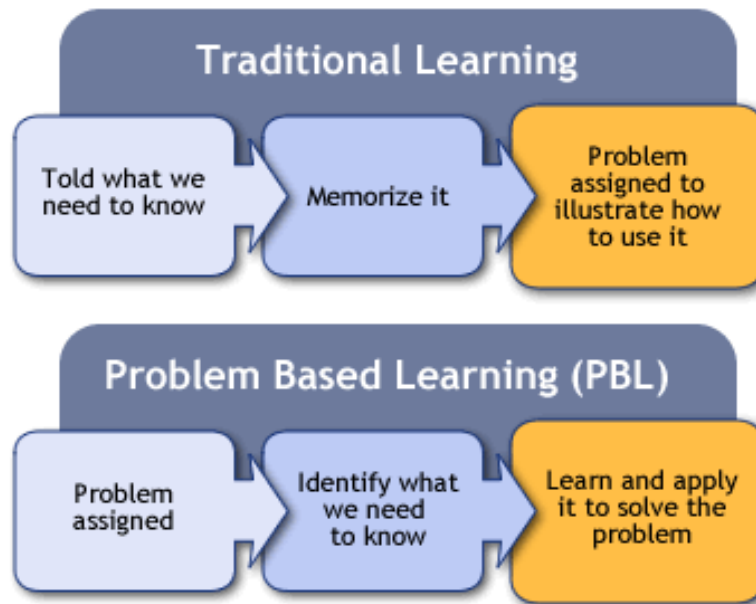 Traditional Learning
Told what we
need to know
Memorize it
Problem
assigned to
illustrate how
to use it
Problem Based Learning (PBL)
Problem
assigned
Identify what
we need
to know
Learn and apply
it to solve the
problem